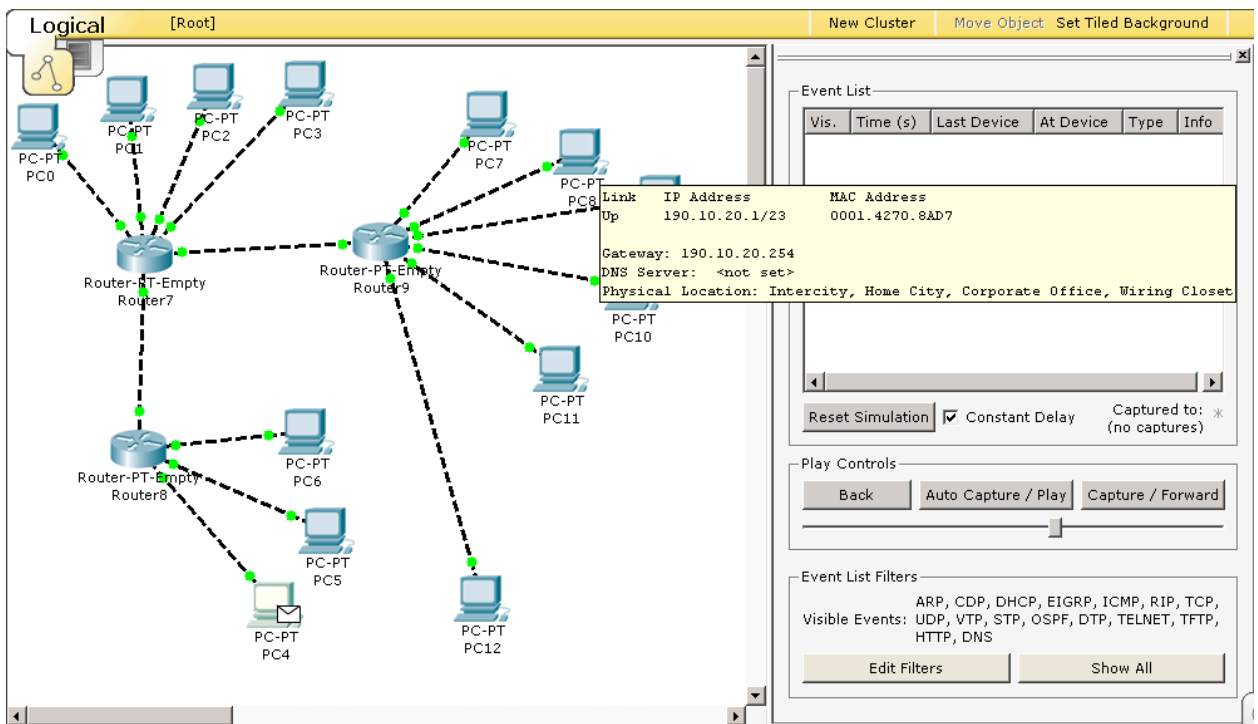 Logical
[Root]
New Cluster
Move Object
Set Tiled Background
PC-PT
PC0
PC-PT
PC1
PC-PT
PC2
PC-PT
PC3
PC-PT
PC7
PC-PT
PC8
Router-PT-Empty
Router7
Router-PT-Empty
Router9
PC-PT
PC10
PC-PT
PC11
Router-PT-Empty
Router8
PC-PT
PC6
PC-PT
PC5
PC-PT
PC4
PC-PT
PC12
Link IP Address MAC Address
Up 190.10.20.1/23 0001.4270.8AD7
Gateway: 190.10.20.254
DNS Server: <not set>
Physical Location: Intercity, Home City, Corporate Office, Wiring Closet
Event List
Vis. Time (s) Last Device At Device Type Info
Reset Simulation
Constant Delay
Captured to: *
(no captures)
Play Controls
Back
Auto Capture / Play
Capture / Forward
Event List Filters
Visible Events: ARP, CDP, DHCP, EIGRP, ICMP, RIP, TCP,
UDP, VTP, STP, OSPF, DTP, TELNET, TFTP,
HTTP, DNS
Edit Filters
Show All